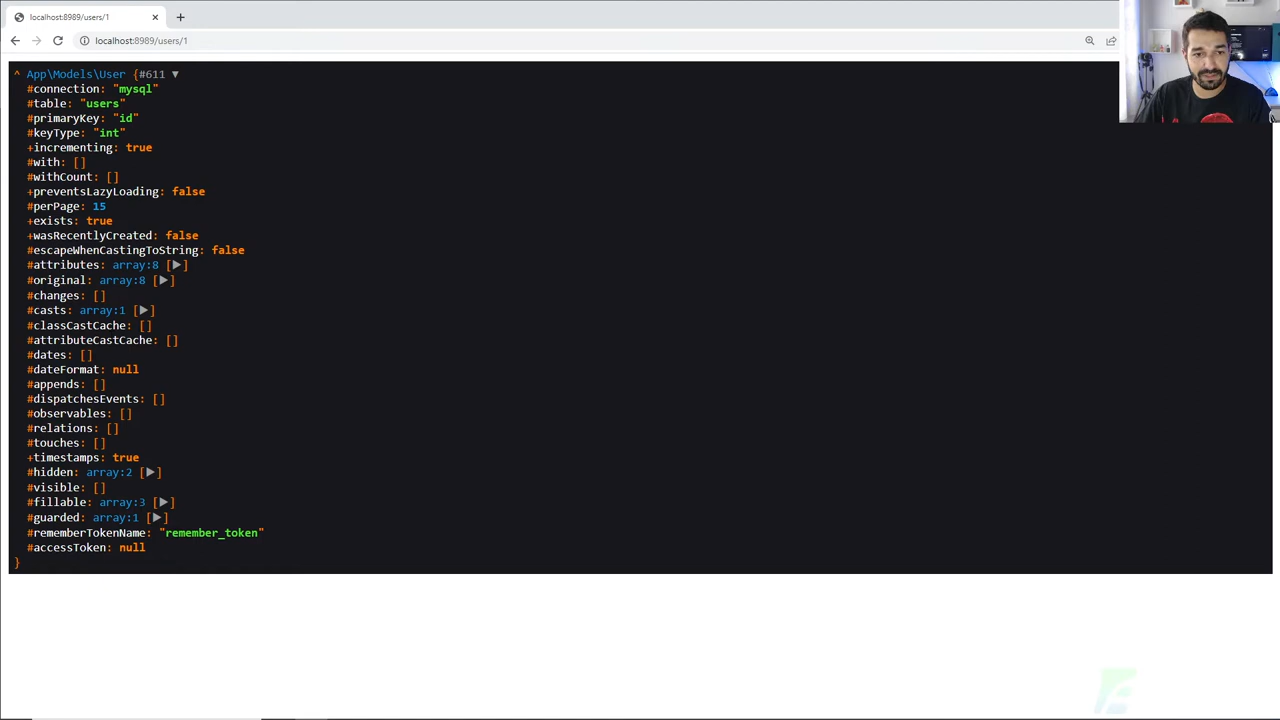 localhost:8989/users/1
localhost:8989/users/1
^ App\Models\User {#611 ▼
#connection: "mysql"
#table: "users"
#primaryKey: "id"
#keyType: "int"
+incrementing: true
#with: []
#withCount: []
+preventsLazyLoading: false
#perPage: 15
+exists: true
+wasRecentlyCreated: false
#escapeWhenCastingToString: false
#attributes: array:8 [▶]
#original: array:8 [▶]
#changes: []
#casts: array:1 [▶]
#classCastCache: []
#attributeCastCache: []
#dates: []
#dateFormat: null
#appends: []
#dispatchesEvents: []
#observables: []
#relations: []
#touches: []
+timestamps: true
#hidden: array:2 [▶]
#visible: []
#fillable: array:3 [▶]
#guarded: array:1 [▶]
#rememberTokenName: "remember_token"
#accessToken: null
}